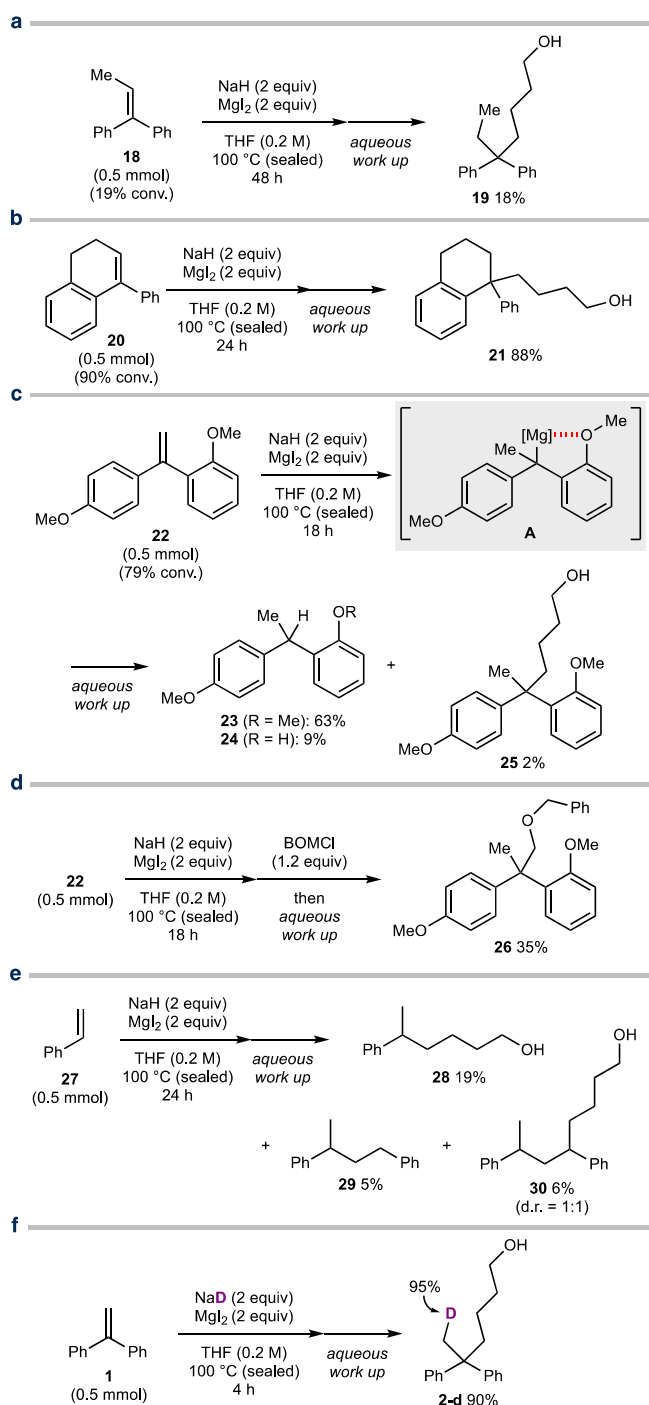 a
Me
Ph Ph
18
(0.5 mmol)
(19% conv.)
NaH (2 equiv)
MgI2 (2 equiv)
THF (0.2 M)
100 °C (sealed)
48 h
aqueous
work up
OH
Me
Ph Ph
19 18%
b
Ph
20
(0.5 mmol)
(90% conv.)
NaH (2 equiv)
MgI2 (2 equiv)
THF (0.2 M)
100 °C (sealed)
24 h
aqueous
work up
Ph
OH
21 88%
c
OMe
MeO
22
(0.5 mmol)
(79% conv.)
NaH (2 equiv)
MgI2 (2 equiv)
THF (0.2 M)
100 °C (sealed)
18 h
[Mg] Me
Me O
MeO
A
aqueous
work up
Me H OR
MeO
23 (R = Me): 63%
24 (R = H): 9%
+
OH
Me OMe
MeO
25 2%
d
22
(0.5 mmol)
NaH (2 equiv)
MgI2 (2 equiv)
THF (0.2 M)
100 °C (sealed)
18 h
BOMCl
(1.2 equiv)
then
aqueous
work up
Ph
O
Me OMe
MeO
26 35%
e
Ph
27
(0.5 mmol)
NaH (2 equiv)
MgI2 (2 equiv)
THF (0.2 M)
100 °C (sealed)
24 h
aqueous
work up
Ph OH
28 19%
+
Ph Ph
29 5%
+
OH
Ph Ph
30 6%
(d.r. = 1:1)
f
Ph Ph
1
(0.5 mmol)
NaD (2 equiv)
MgI2 (2 equiv)
THF (0.2 M)
100 °C (sealed)
4 h
aqueous
work up
OH
95%
D
Ph Ph
2-d 90%